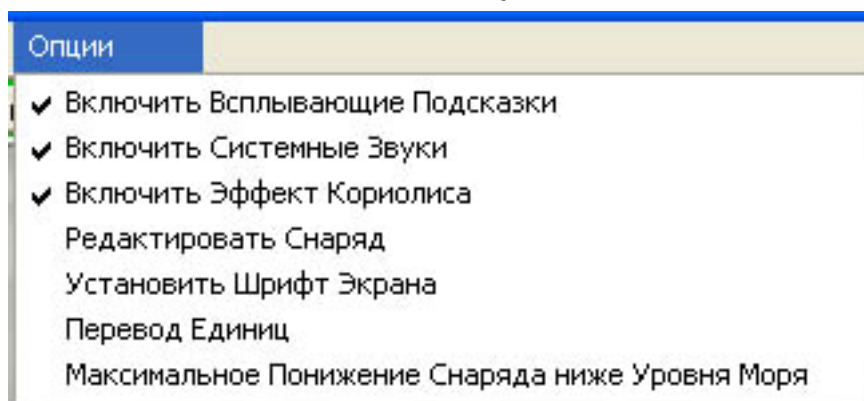 Опции
Включить Всплывающие Подсказки
Включить Системные Звуки
Включить Эффект Кориолиса
Редактировать Снаряд
Установить Шрифт Экрана
Перевод Единиц
Максимальное Понижение Снаряда ниже Уровня Моря